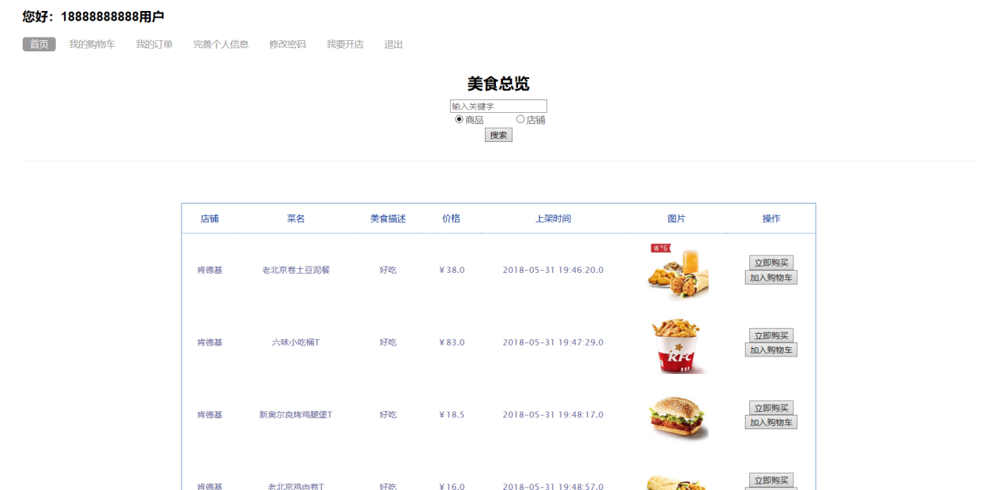 您好：18888888888用户
首页 我的购物车 我的订单 完善个人信息 修改密码 我要开店 退出
美食总览
输入关键字
商品 店铺
搜索
店铺 菜名 美食描述 价格 上架时间 图片 操作
省¥6
肯德基 老北京卷土豆泥餐 好吃 ¥38.0 2018-05-31 19:46:20.0 立即购买
加入购物车
肯德基 六味小吃桶T 好吃 ¥83.0 2018-05-31 19:47:29.0 KFC 立即购买
加入购物车
肯德基 新奥尔良烤鸡腿堡T 好吃 ¥18.5 2018-05-31 19:48:17.0 立即购买
加入购物车
肯德基 老北京鸡肉卷T 好吃 ¥16.0 2018-05-31 19:48:57.0 立即购买